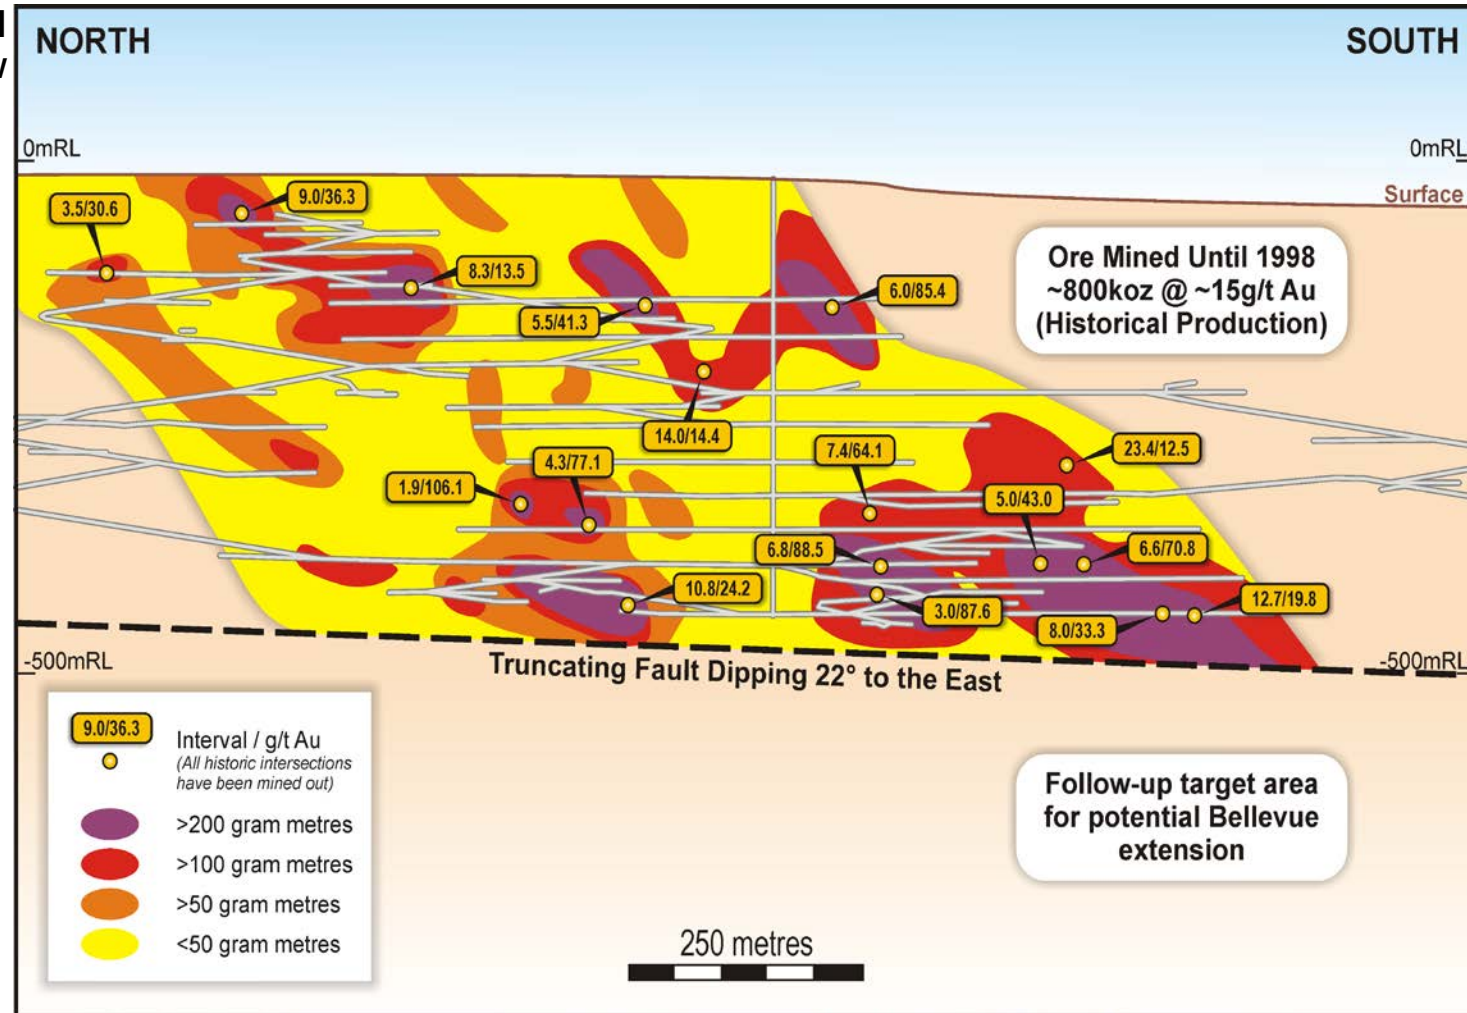 NORTH
SOUTH
0mRL
0mRL
Surface
3.5/30.6
9.0/36.3
8.3/13.5
5.5/41.3
6.0/85.4
Ore Mined Until 1998
~800koz @ ~15g/t Au
(Historical Production)
14.0/14.4
7.4/64.1
23.4/12.5
4.3/77.1
1.9/106.1
5.0/43.0
6.8/88.5
6.6/70.8
10.8/24.2
3.0/87.6
12.7/19.8
8.0/33.3
-500mRL
-500mRL
Truncating Fault Dipping 22° to the East
9.0/36.3
Interval / g/t Au
(All historic intersections
have been mined out)
>200 gram metres
>100 gram metres
>50 gram metres
<50 gram metres
Follow-up target area
for potential Bellevue
extension
250 metres